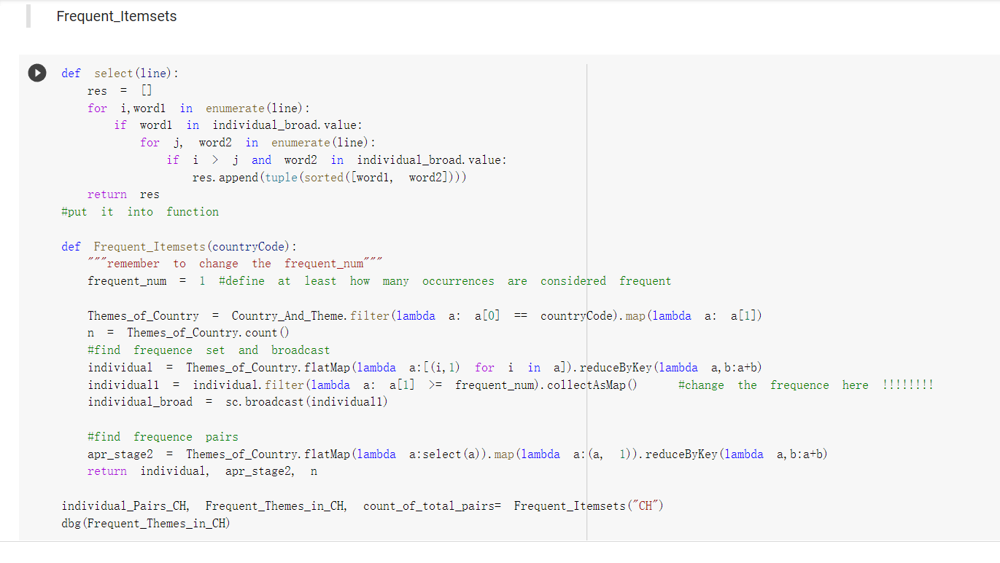 Frequent_Itemsets
def select(line):
    res = []
    for i,word1 in enumerate(line):
        if word1 in individual_broad.value:
            for j, word2 in enumerate(line):
                if i > j and word2 in individual_broad.value:
                    res.append(tuple(sorted([word1, word2])))
    return res
#put it into function
def Frequent_Itemsets(countryCode):
    """remember to change the frequent_num"""
    frequent_num = 1 #define at least how many occurrences are considered frequent
    Themes_of_Country = Country_And_Theme.filter(lambda a: a[0] == countryCode).map(lambda a: a[1])
    n = Themes_of_Country.count()
    #find frequence set and broadcast
    individual = Themes_of_Country.flatMap(lambda a:[(i,1) for i in a]).reduceByKey(lambda a,b:a+b)
    individual1 = individual.filter(lambda a: a[1] >= frequent_num).collectAsMap() #change the frequence here !!!!!!!!
    individual_broad = sc.broadcast(individual1)
    #find frequence pairs
    apr_stage2 = Themes_of_Country.flatMap(lambda a:select(a)).map(lambda a:(a, 1)).reduceByKey(lambda a,b:a+b)
    return individual, apr_stage2, n
individual_Pairs_CH, Frequent_Themes_in_CH, count_of_total_pairs= Frequent_Itemsets("CH")
dbg(Frequent_Themes_in_CH)